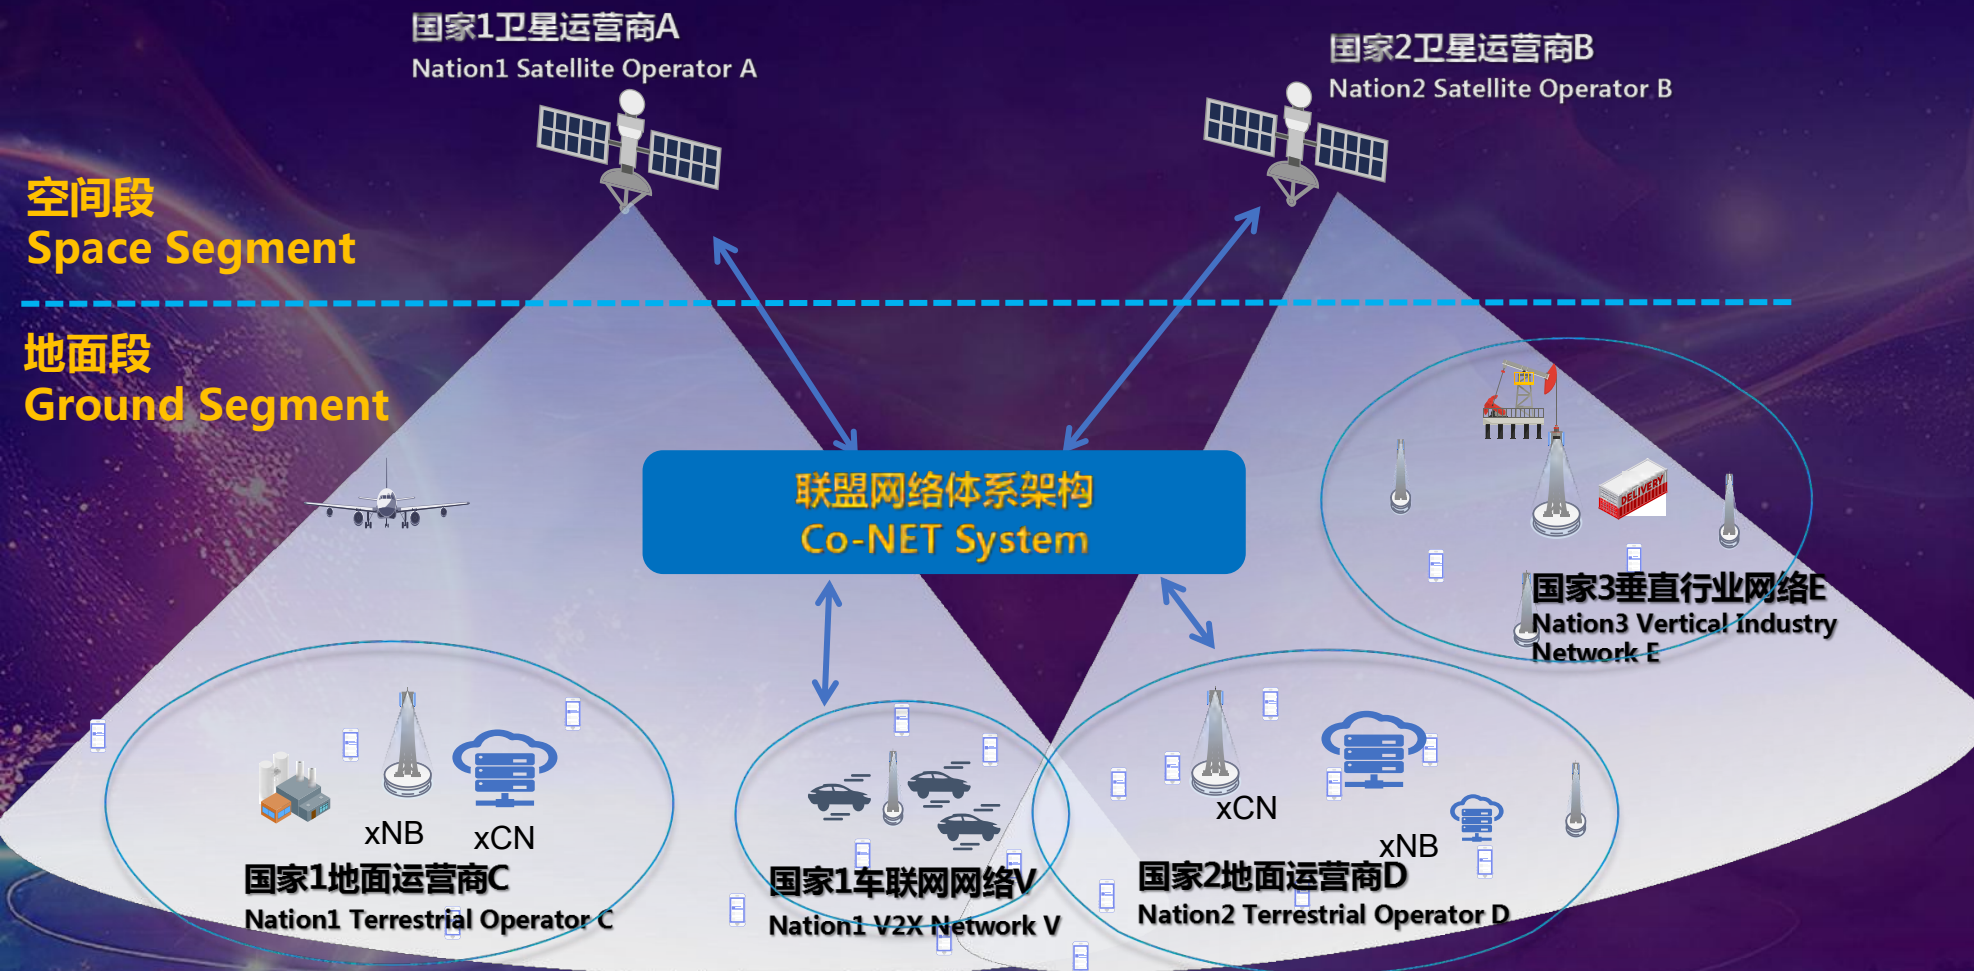 国家1卫星运营商A
Nation1 Satellite Operator A
国家2卫星运营商B
Nation2 Satellite Operator B
空间段
Space Segment
地面段
Ground Segment
联盟网络体系架构
Co-NET System
DELIVERY
国家3垂直行业网络E
Nation3 Vertical Industry
Network E
xNB
xCN
国家1地面运营商C
Nation1 Terrestrial Operator C
国家1车联网网络V
Nation1 V2X Network V
xCN
xNB
国家2地面运营商D
Nation2 Terrestrial Operator D